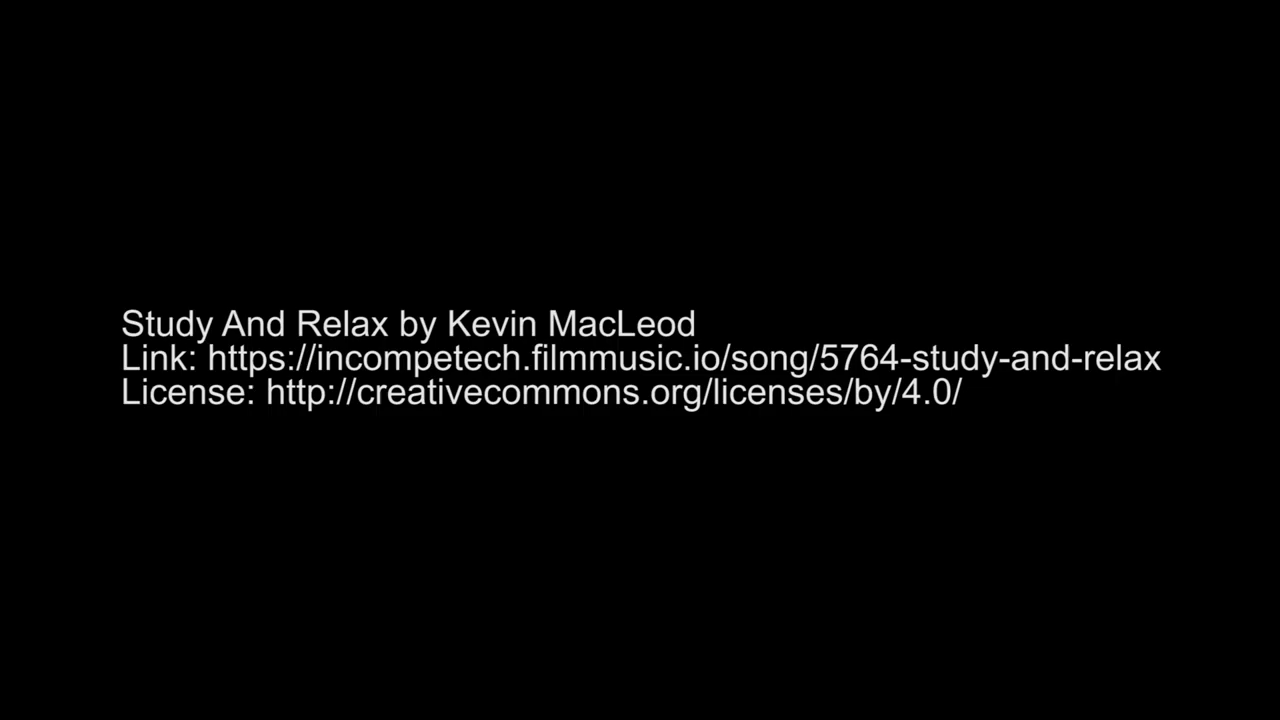 Study And Relax by Kevin MacLeod
Link: https://incompetech.filmmusic.io/song/5764-study-and-relax
License: http://creativecommons.org/licenses/by/4.0/